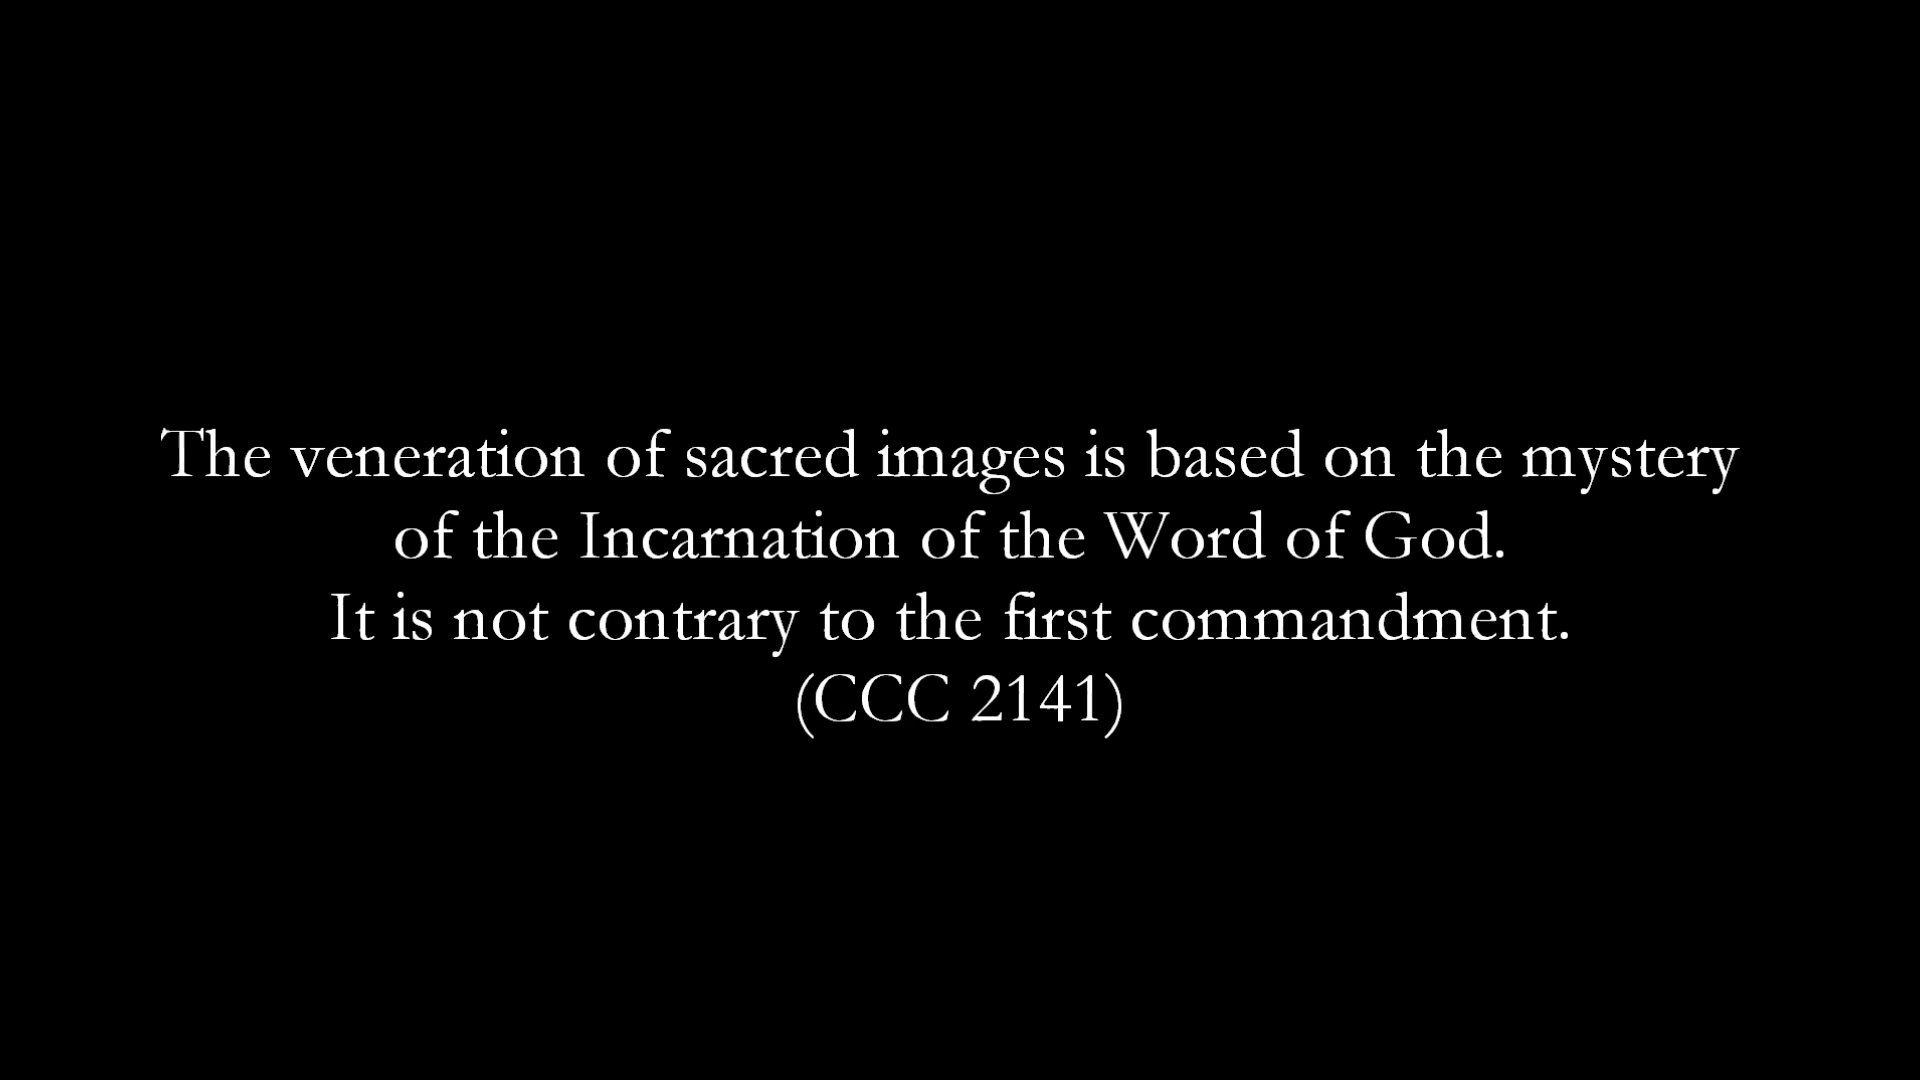 The veneration of sacred images is based on the mystery
of the Incarnation of the Word of God.
It is not contrary to the first commandment.
(CCC 2141)